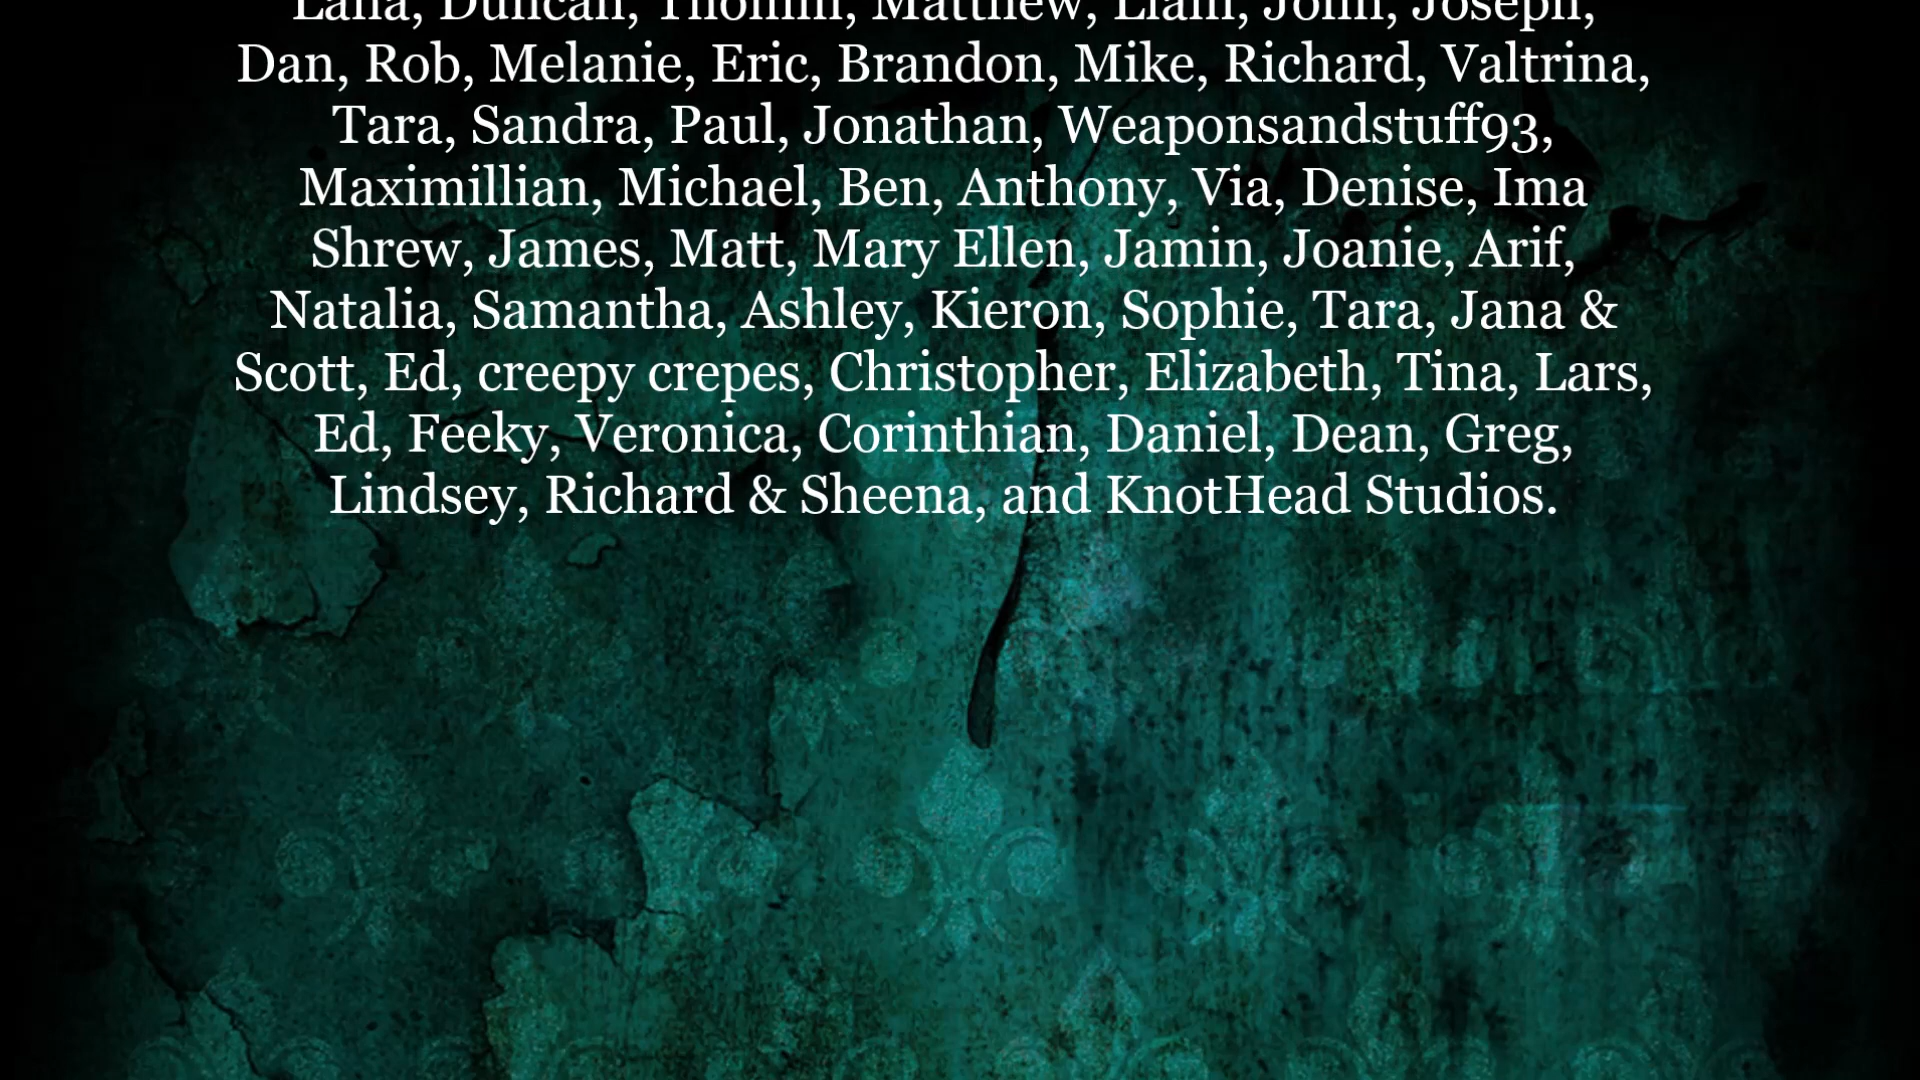 Lana, Duncan, Thomm, Matthew, Liam, John, Joseph,
Dan, Rob, Melanie, Eric, Brandon, Mike, Richard, Valtrina,
Tara, Sandra, Paul, Jonathan, Weaponsandstuff93,
Maximillian, Michael, Ben, Anthony, Via, Denise, Ima
Shrew, James, Matt, Mary Ellen, Jamin, Joanie, Arif,
Natalia, Samantha, Ashley, Kieron, Sophie, Tara, Jana &
Scott, Ed, creepy crepes, Christopher, Elizabeth, Tina, Lars,
Ed, Feeky, Veronica, Corinthian, Daniel, Dean, Greg,
Lindsey, Richard & Sheena, and KnotHead Studios.